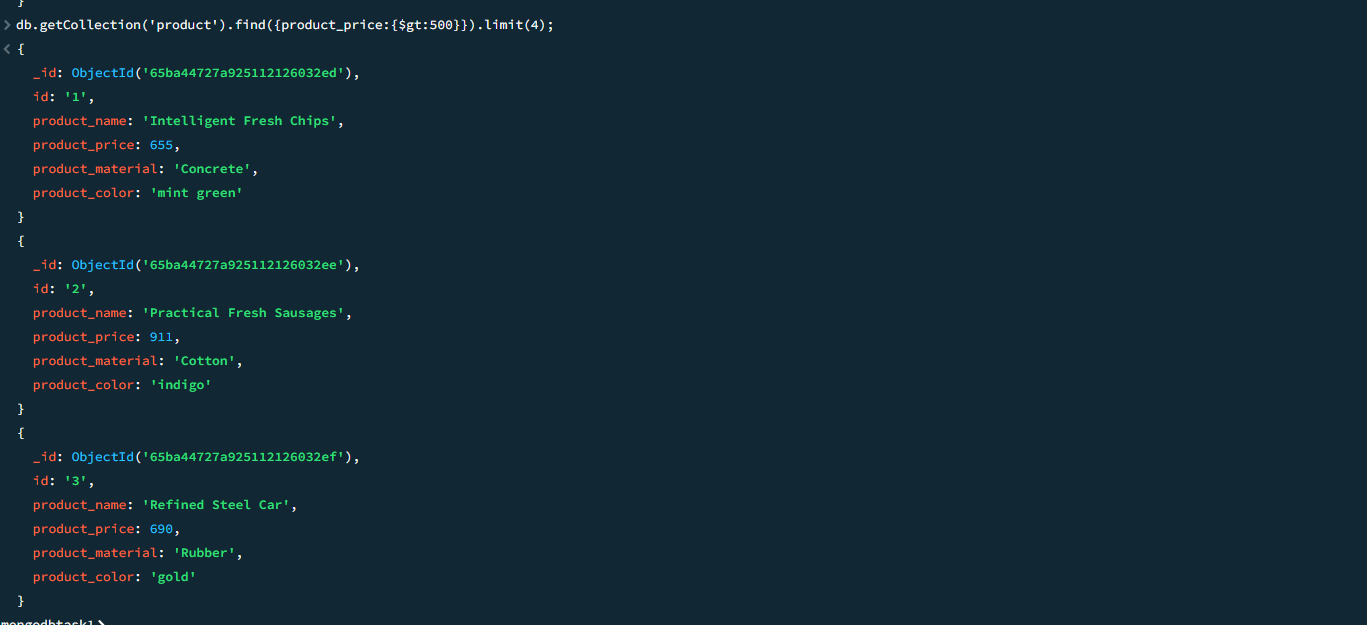 }
> db.getCollection('product').find({product_price:{$gt:500}}).limit(4);
< {
_id: ObjectId('65ba44727a925112126032ed'),
id: '1',
product_name: 'Intelligent Fresh Chips',
product_price: 655,
product_material: 'Concrete',
product_color: 'mint green'
}
{
_id: ObjectId('65ba44727a925112126032ee'),
id: '2',
product_name: 'Practical Fresh Sausages',
product_price: 911,
product_material: 'Cotton',
product_color: 'indigo'
}
{
_id: ObjectId('65ba44727a925112126032ef'),
id: '3',
product_name: 'Refined Steel Car',
product_price: 690,
product_material: 'Rubber',
product_color: 'gold'
}
mongodbtask1>